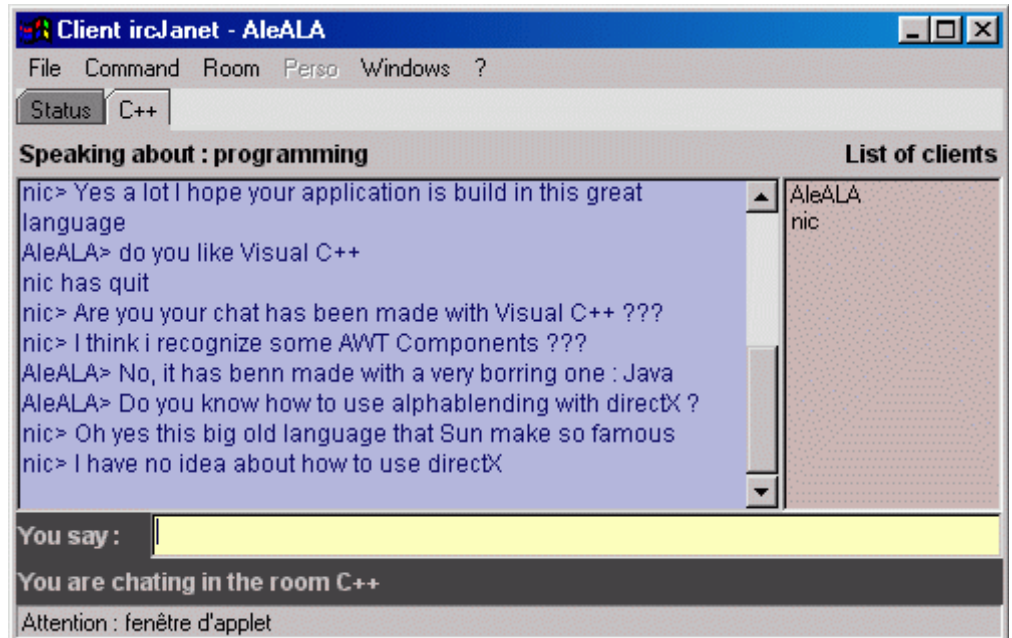 Client ircJanet - AleALA
File Command Room Perso Windows ?
Status C++
Speaking about : programming
List of clients
nic> Yes a lot I hope your application is build in this great
language
AleALA> do you like Visual C++
nic has quit
nic> Are you your chat has been made with Visual C++ ???
nic> I think i recognize some AWT Components ???
AleALA> No, it has benn made with a very borring one : Java
AleALA> Do you know how to use alphablending with directX ?
nic> Oh yes this big old language that Sun make so famous
nic> I have no idea about how to use directX
AleALA
nic
You say :
You are chating in the room C++
Attention : fenêtre d'applet